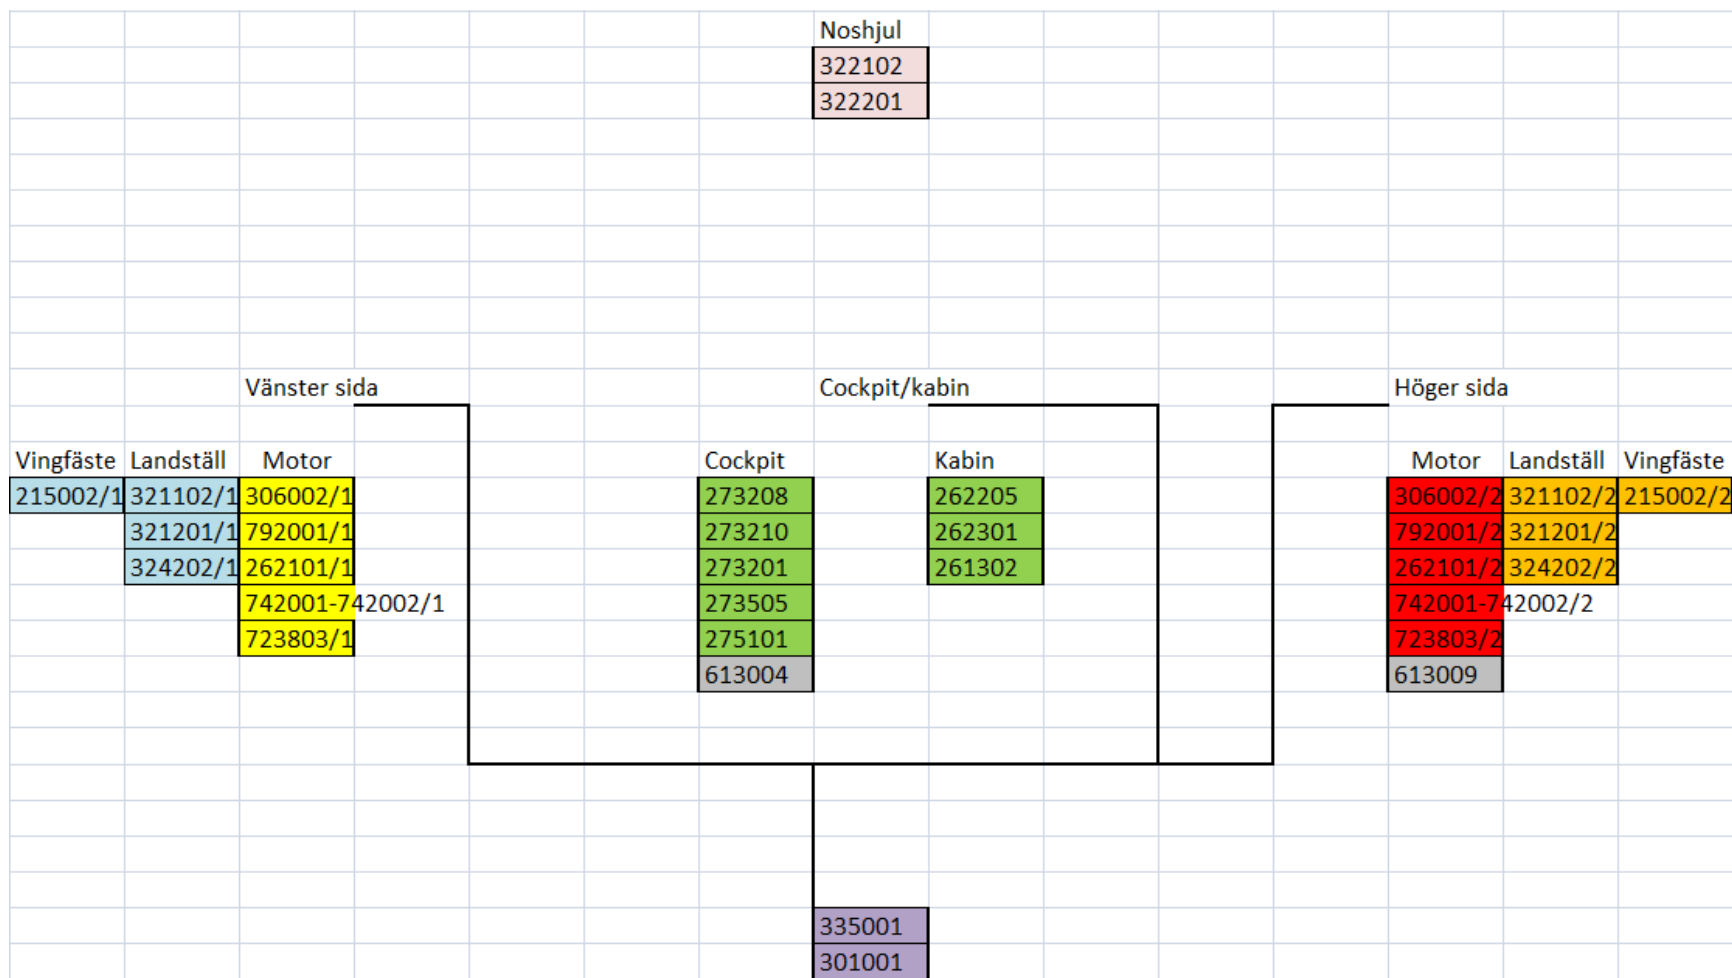 Noshjul
322102
322201
Vänster sida Cockpit/kabin Höger sida
Vingfäste Landställ Motor Cockpit Kabin Motor Landställ Vingfäste
215002/1 321102/1 306002/1 273208 262205 306002/2 321102/2 215002/2
321201/1 792001/1 273210 262301 792001/2 321201/2
324202/1 262101/1 273201 261302 262101/2 324202/2
742001-742002/1 273505 742001-742002/2
723803/1 275101 723803/2
613004 613009
335001
301001